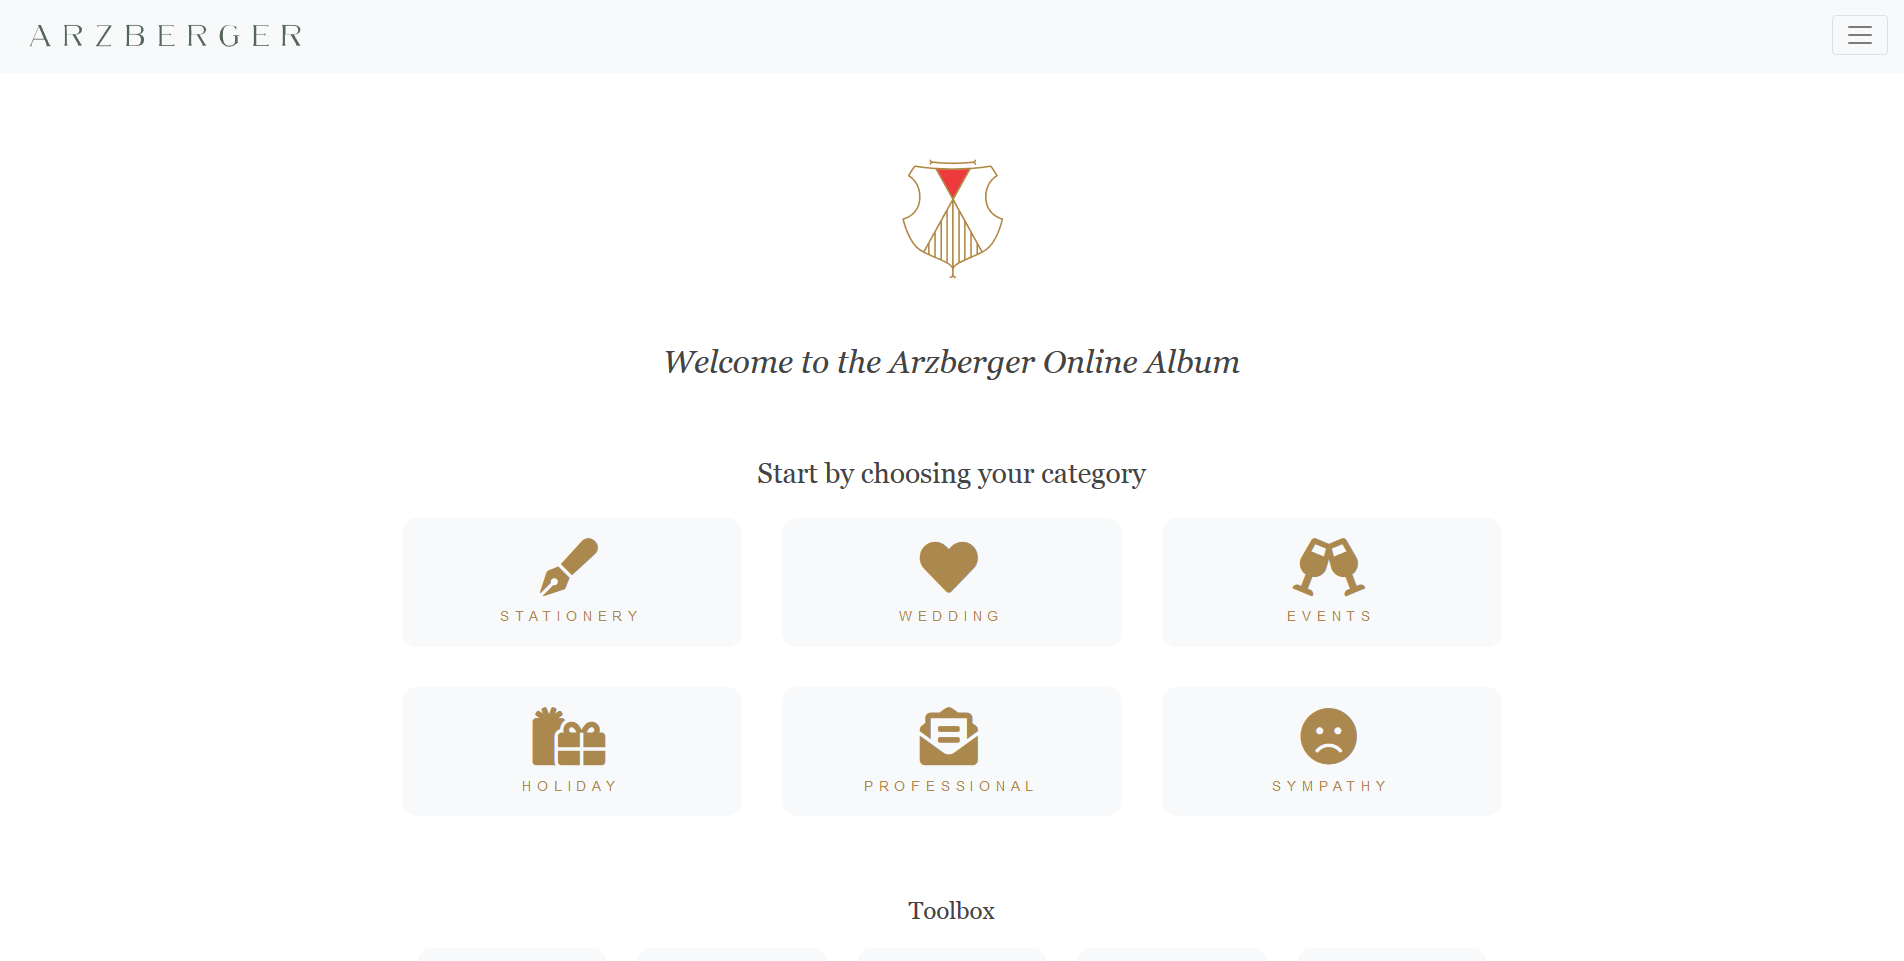 ARZBERGER
Welcome to the Arzberger Online Album
Start by choosing your category
STATIONERY
WEDDING
EVENTS
HOLIDAY
PROFESSIONAL
SYMPATHY
Toolbox